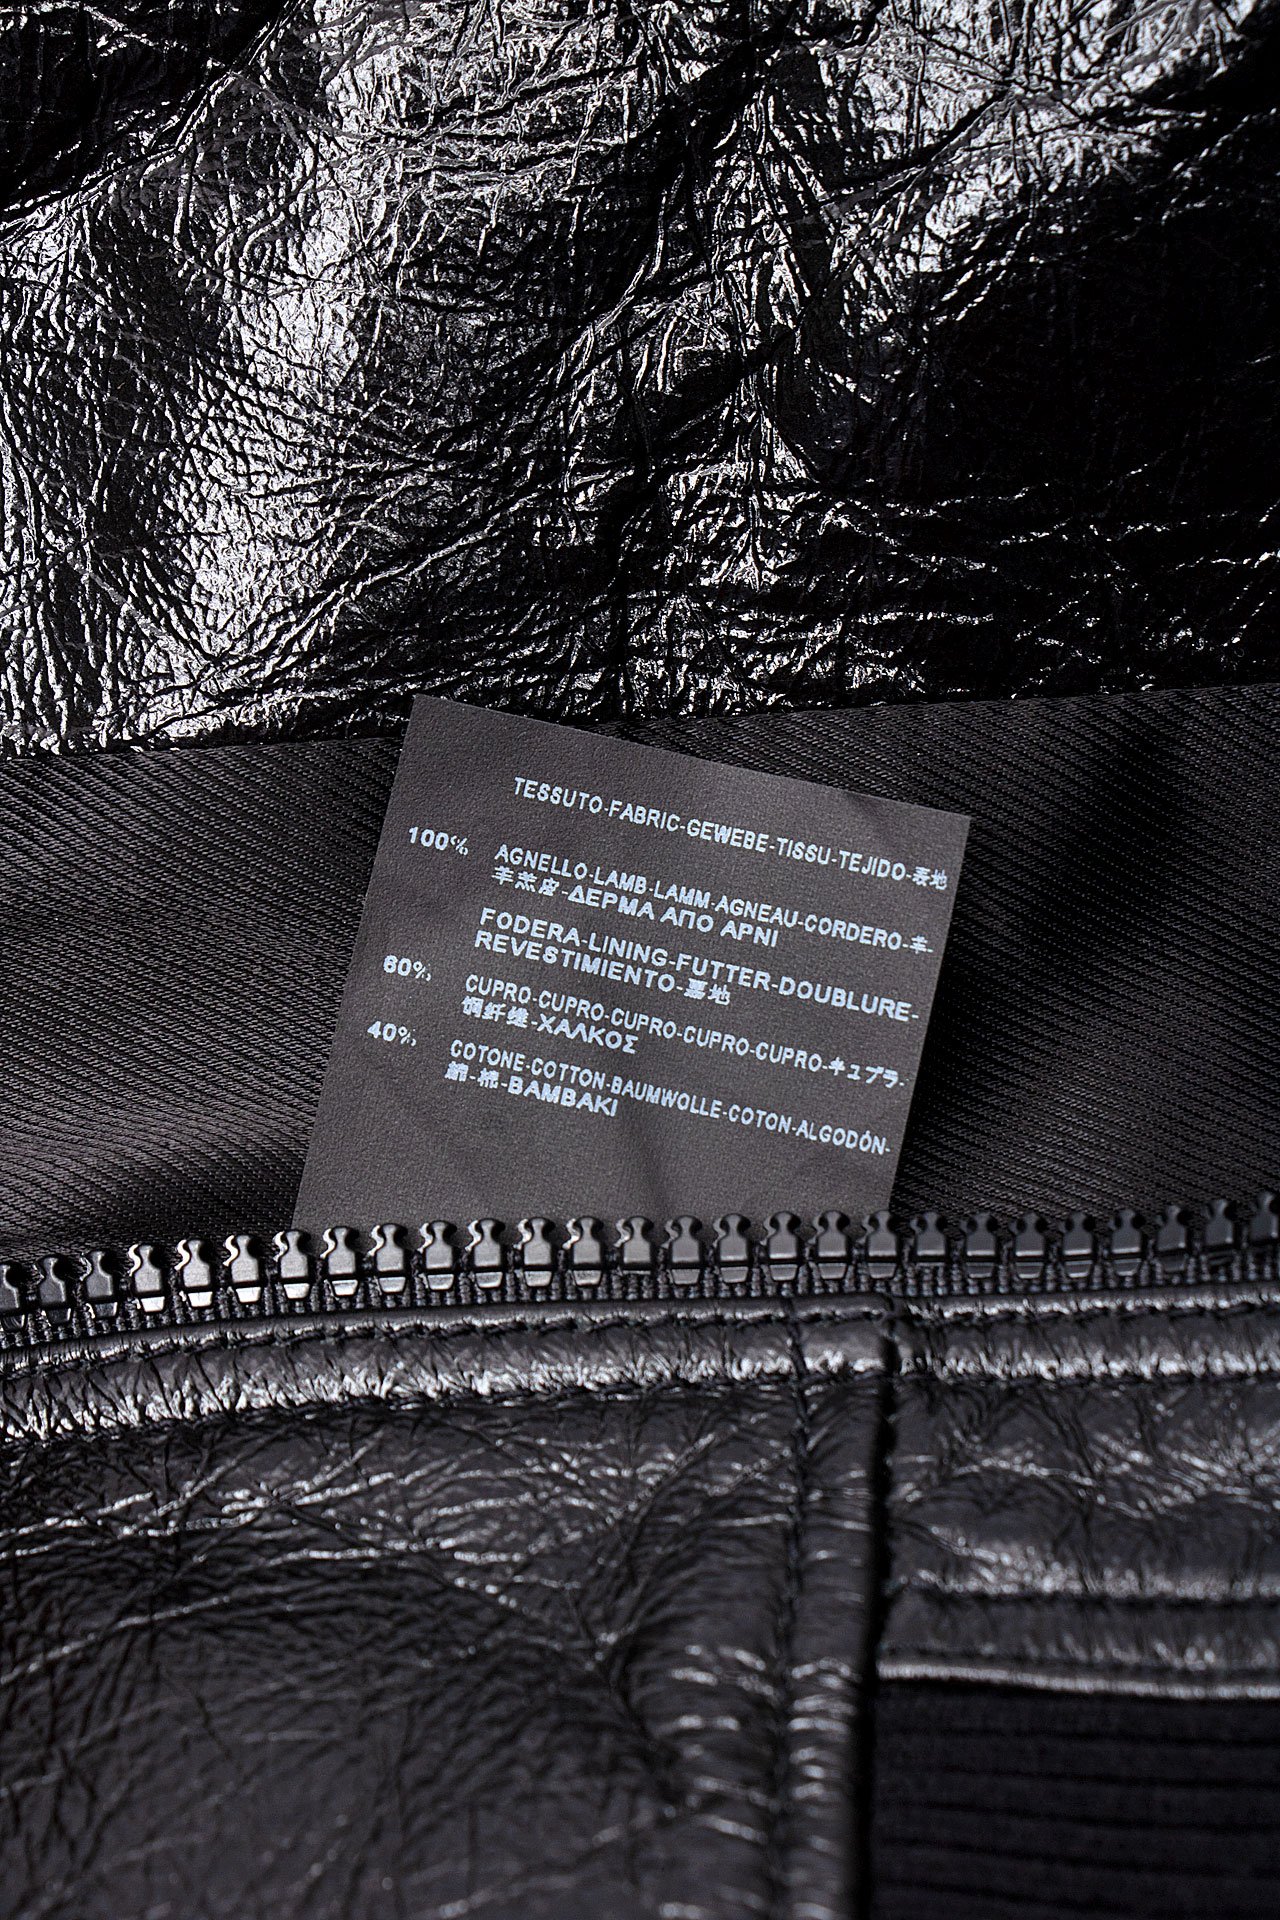 TESSUTO-FABRIC-GEWEBE-TISSU-TEJIDO-表地
100% AGNELLO-LAMB-LAMM-AGNEAU-CORDERO-羊-
羊羔皮-ΔΕΡΜΑ ΑΠΟ ΑΡΝΙ
FODERA-LINING-FUTTER-DOUBLURE-
REVESTIMIENTO-裏地
60% CUPRO-CUPRO-CUPRO-CUPRO-CUPRO-キュプラ-
铜纤维-ΧΑΛΚΟΣ
40% COTONE-COTTON-BAUMWOLLE-COTON-ALGODÓN-
綿-棉-BAMBAKI